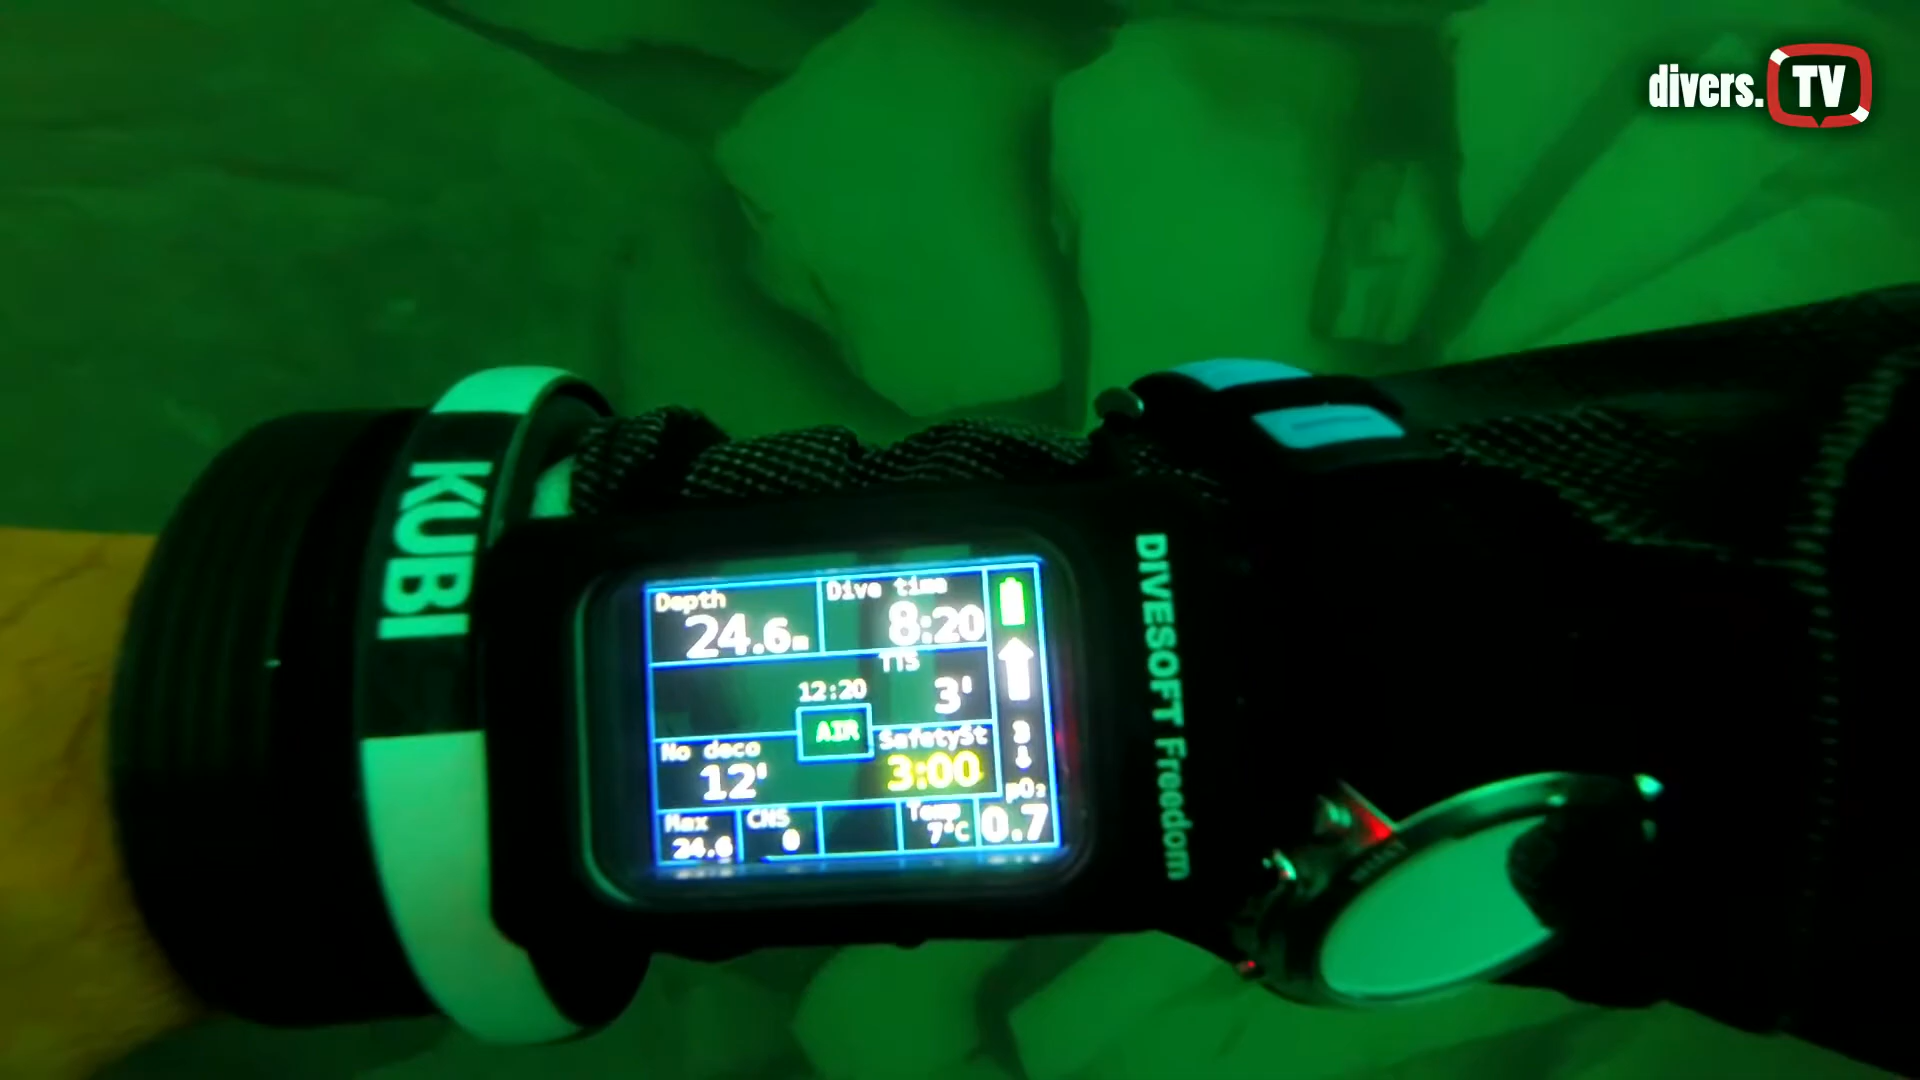 divers.TV
KUBI
DIVESOFT Freedom
Depth
24.6m
Dive time
8:20
TTS
3'
12:20
AIR
No deco
12'
SafetySt
3:00
3
pO₂
0.7
Max
24.6
CNS
0
Temp
7°C